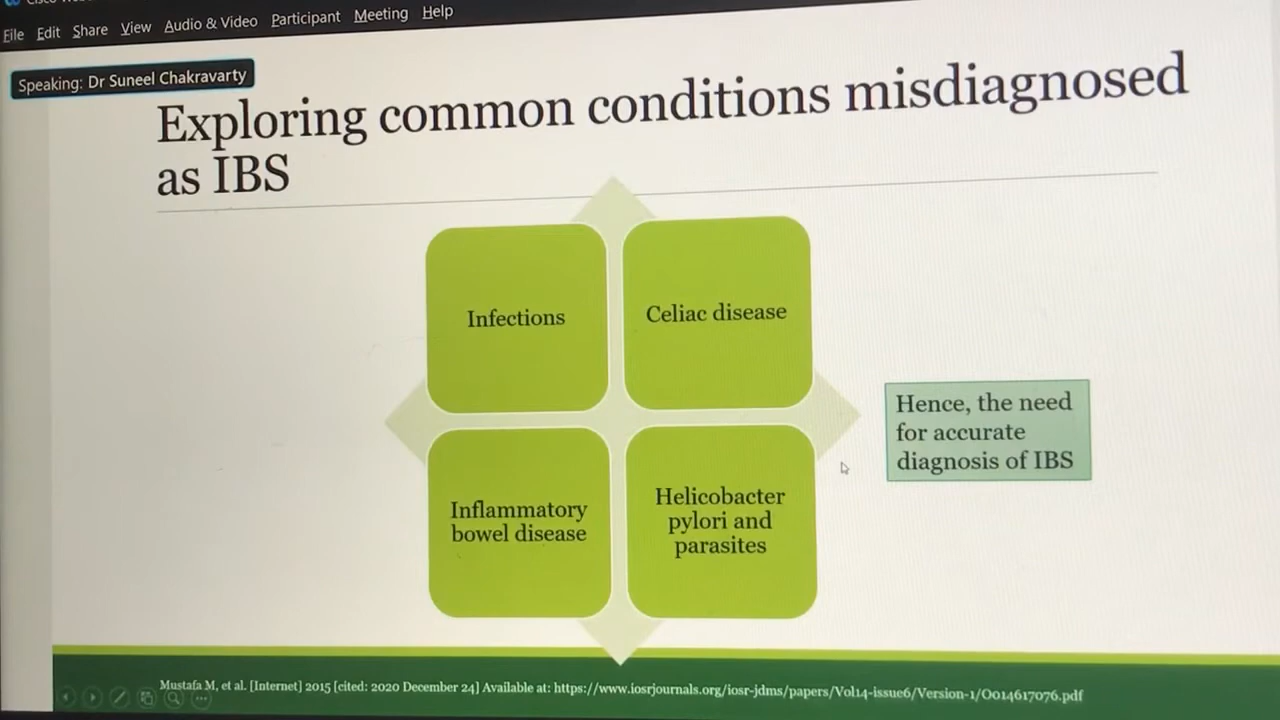 File Edit Share View Audio & Video Participant Meeting Help
Speaking: Dr Suneel Chakravarty
Exploring common conditions misdiagnosed
as IBS
Infections
Celiac disease
Hence, the need
for accurate
diagnosis of IBS
Inflammatory
bowel disease
Helicobacter
pylori and
parasites
Mustafa M, et al. [Internet] 2015 [cited: 2020 December 24] Available at: https://www.iosrjournals.org/iosr-jdms/papers/Vol14-issue6/Version-1/O014617076.pdf